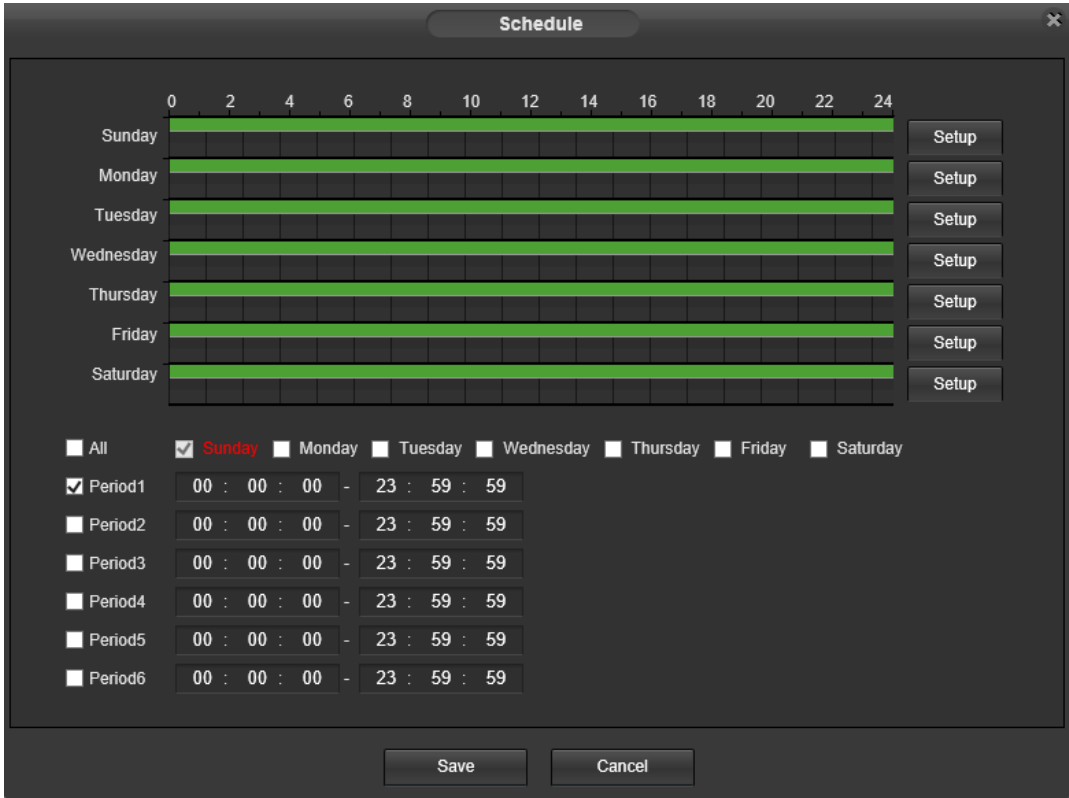 Schedule
0 2 4 6 8 10 12 14 16 18 20 22 24
Sunday Setup
Monday Setup
Tuesday Setup
Wednesday Setup
Thursday Setup
Friday Setup
Saturday Setup
All Sunday Monday Tuesday Wednesday Thursday Friday Saturday
Period1 00 : 00 : 00 - 23 : 59 : 59
Period2 00 : 00 : 00 - 23 : 59 : 59
Period3 00 : 00 : 00 - 23 : 59 : 59
Period4 00 : 00 : 00 - 23 : 59 : 59
Period5 00 : 00 : 00 - 23 : 59 : 59
Period6 00 : 00 : 00 - 23 : 59 : 59
Save Cancel